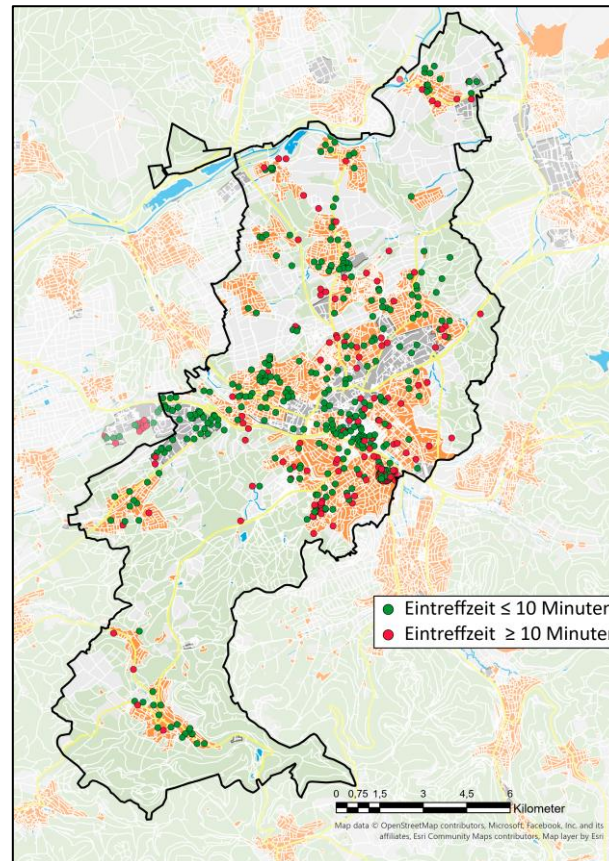 Eintreffzeit ≤ 10 Minuten
Eintreffzeit ≥ 10 Minuten
0 0,75 1,5 3 4,5 6
Kilometer
Map data © OpenStreetMap contributors, Microsoft, Facebook, Inc. and its
affiliates, Esri Community Maps contributors, Map layer by Esri